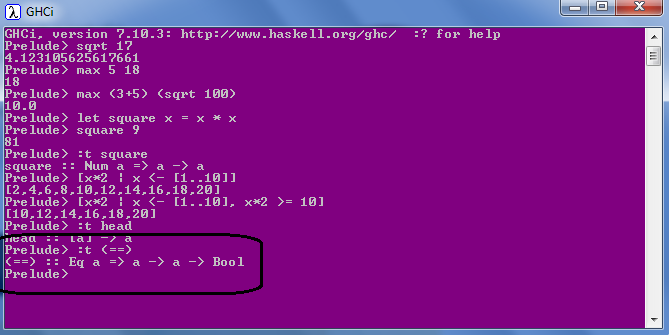 GHCi
GHCi, version 7.10.3: http://www.haskell.org/ghc/  :? for help
Prelude> sqrt 17
4.123105625617661
Prelude> max 5 18
18
Prelude> max (3+5) (sqrt 100)
10.0
Prelude> let square x = x * x
Prelude> square 9
81
Prelude> :t square
square :: Num a => a -> a
Prelude> [x*2 | x <- [1..10]]
[2,4,6,8,10,12,14,16,18,20]
Prelude> [x*2 | x <- [1..10], x*2 >= 10]
[10,12,14,16,18,20]
Prelude> :t head
head :: [a] -> a
Prelude> :t (==)
(==) :: Eq a => a -> a -> Bool
Prelude>